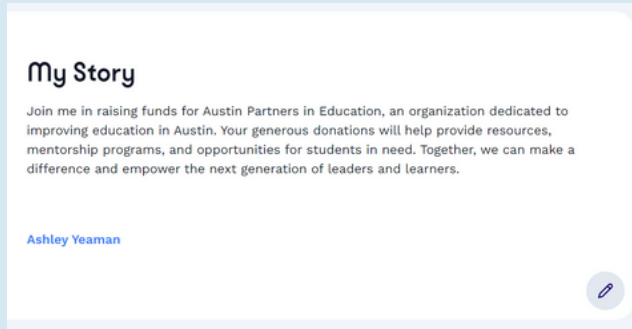 My Story
Join me in raising funds for Austin Partners in Education, an organization dedicated to
improving education in Austin. Your generous donations will help provide resources,
mentorship programs, and opportunities for students in need. Together, we can make a
difference and empower the next generation of leaders and learners.
Ashley Yeaman